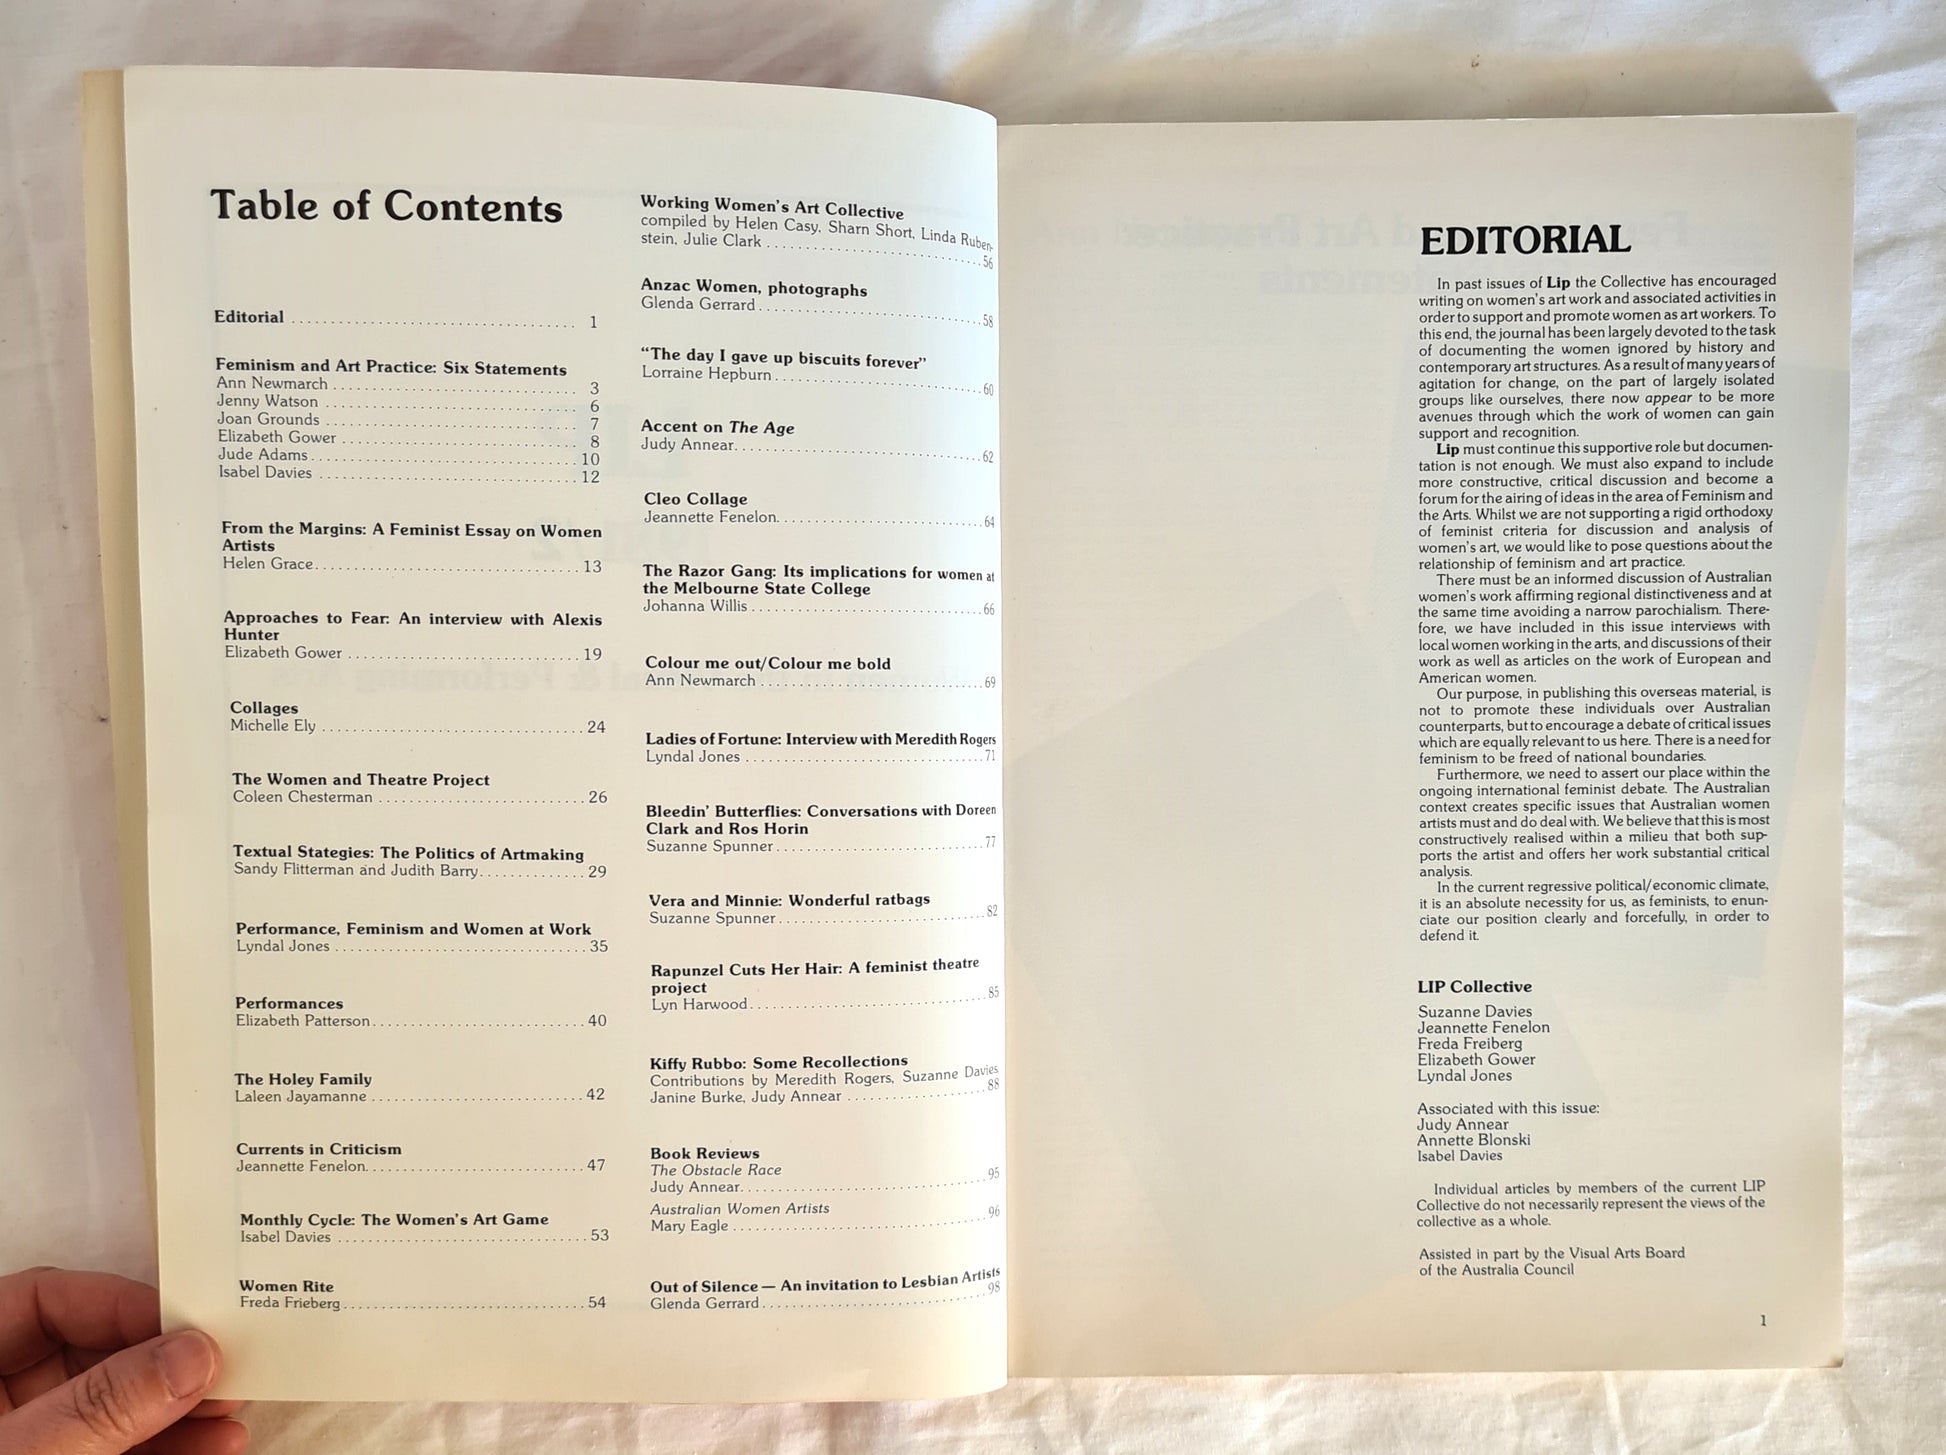 Table of Contents
Editorial ........................................ 1
Feminism and Art Practice: Six Statements
Ann Newmarch ........................................ 3
Jenny Watson ........................................ 6
Joan Grounds ........................................ 7
Elizabeth Gower ........................................ 8
Jude Adams ........................................ 10
Isabel Davies ........................................ 12
From the Margins: A Feminist Essay on Women
Artists
Helen Grace ........................................ 13
Approaches to Fear: An interview with Alexis
Hunter
Elizabeth Gower ........................................ 19
Collages
Michelle Ely ........................................ 24
The Women and Theatre Project
Coleen Chesterman ........................................ 26
Textual Stategies: The Politics of Artmaking
Sandy Flitterman and Judith Barry ........................................ 29
Performance, Feminism and Women at Work
Lyndal Jones ........................................ 35
Performances
Elizabeth Patterson ........................................ 40
The Holey Family
Laleen Jayamanne ........................................ 42
Currents in Criticism
Jeannette Fenelon ........................................ 47
Monthly Cycle: The Women's Art Game
Isabel Davies ........................................ 53
Women Rite
Freda Frieberg ........................................ 54
Working Women's Art Collective
compiled by Helen Casy, Sharn Short, Linda Ruben-
stein, Julie Clark ........................................ 56
Anzac Women, photographs
Glenda Gerrard ........................................ 58
"The day I gave up biscuits forever"
Lorraine Hepburn ........................................ 60
Accent on The Age
Judy Annear ........................................ 62
Cleo Collage
Jeannette Fenelon ........................................ 64
The Razor Gang: Its implications for women at
the Melbourne State College
Johanna Willis ........................................ 66
Colour me out/Colour me bold
Ann Newmarch ........................................ 69
Ladies of Fortune: Interview with Meredith Rogers
Lyndal Jones ........................................ 71
Bleedin' Butterflies: Conversations with Doreen
Clark and Ros Horin
Suzanne Spunner ........................................ 77
Vera and Minnie: Wonderful ratbags
Suzanne Spunner ........................................ 82
Rapunzel Cuts Her Hair: A feminist theatre
project
Lyn Harwood ........................................ 85
Kiffy Rubbo: Some Recollections
Contributions by Meredith Rogers, Suzanne Davies,
Janine Burke, Judy Annear ........................................ 88
Book Reviews
The Obstacle Race
Judy Annear ........................................ 95
Australian Women Artists
Mary Eagle ........................................ 96
Out of Silence — An invitation to Lesbian Artists
Glenda Gerrard ........................................ 98
EDITORIAL
In past issues of Lip the Collective has encouraged
writing on women's art work and associated activities in
order to support and promote women as art workers. To
this end, the journal has been largely devoted to the task
of documenting the women ignored by history and
contemporary art structures. As a result of many years of
agitation for change, on the part of largely isolated
groups like ourselves, there now appear to be more
avenues through which the work of women can gain
support and recognition.
Lip must continue this supportive role but documen-
tation is not enough. We must also expand to include
more constructive, critical discussion and become a
forum for the airing of ideas in the area of Feminism and
the Arts. Whilst we are not supporting a rigid orthodoxy
of feminist criteria for discussion and analysis of
women's art, we would like to pose questions about the
relationship of feminism and art practice.
There must be an informed discussion of Australian
women's work affirming regional distinctiveness and at
the same time avoiding a narrow parochialism. There-
fore, we have included in this issue interviews with
local women working in the arts, and discussions of their
work as well as articles on the work of European and
American women.
Our purpose, in publishing this overseas material, is
not to promote these individuals over Australian
counterparts, but to encourage a debate of critical issues
which are equally relevant to us here. There is a need for
feminism to be freed of national boundaries.
Furthermore, we need to assert our place within the
ongoing international feminist debate. The Australian
context creates specific issues that Australian women
artists must and do deal with. We believe that this is most
constructively realised within a milieu that both sup-
ports the artist and offers her work substantial critical
analysis.
In the current regressive political/economic climate,
it is an absolute necessity for us, as feminists, to enun-
ciate our position clearly and forcefully, in order to
defend it.
LIP Collective
Suzanne Davies
Jeannette Fenelon
Freda Freiberg
Elizabeth Gower
Lyndal Jones
Associated with this issue:
Judy Annear
Annette Blonski
Isabel Davies
Individual articles by members of the current LIP
Collective do not necessarily represent the views of the
collective as a whole.
Assisted in part by the Visual Arts Board
of the Australia Council
1